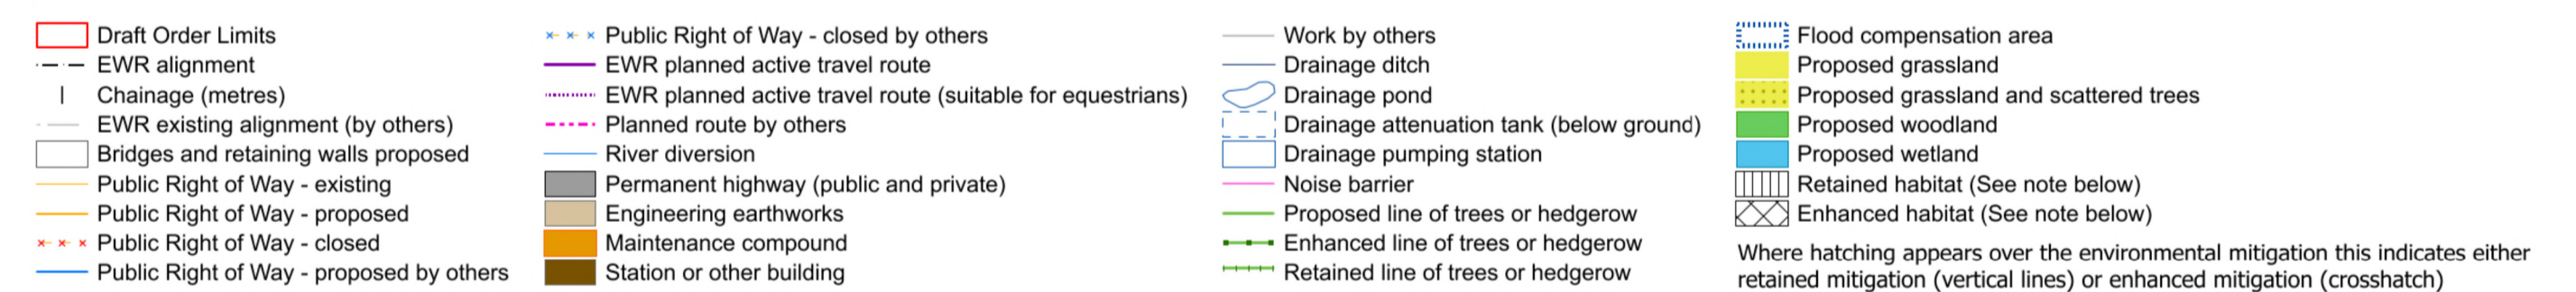 Draft Order Limits
EWR alignment
Chainage (metres)
EWR existing alignment (by others)
Bridges and retaining walls proposed
Public Right of Way - existing
Public Right of Way - proposed
Public Right of Way - closed
Public Right of Way - proposed by others
Public Right of Way - closed by others
EWR planned active travel route
EWR planned active travel route (suitable for equestrians)
Planned route by others
River diversion
Permanent highway (public and private)
Engineering earthworks
Maintenance compound
Station or other building
Work by others
Drainage ditch
Drainage pond
Drainage attenuation tank (below ground)
Drainage pumping station
Noise barrier
Proposed line of trees or hedgerow
Enhanced line of trees or hedgerow
Retained line of trees or hedgerow
Flood compensation area
Proposed grassland
Proposed grassland and scattered trees
Proposed woodland
Proposed wetland
Retained habitat (See note below)
Enhanced habitat (See note below)
Where hatching appears over the environmental mitigation this indicates either
retained mitigation (vertical lines) or enhanced mitigation (crosshatch)